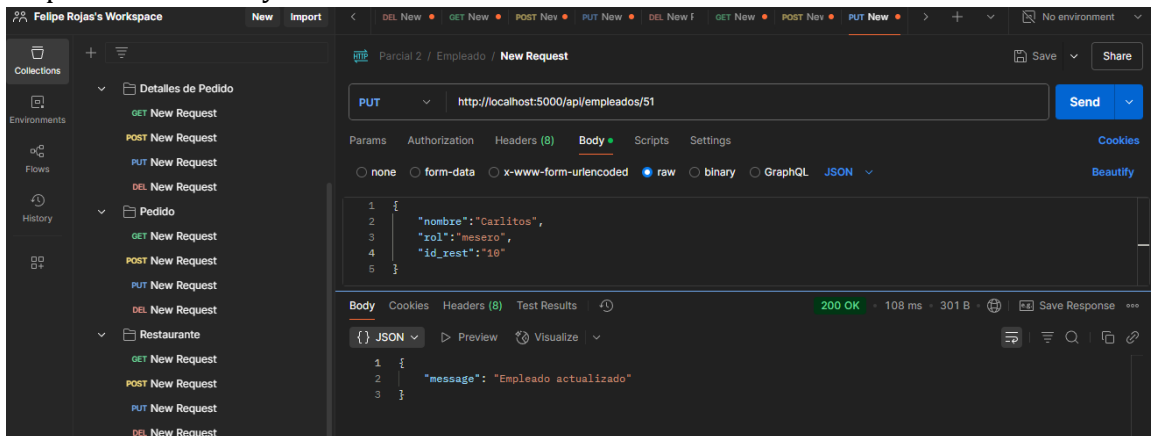 Felipe Rojas's Workspace
New
Import
DEL New
GET New
POST Nev
PUT New
DEL New F
GET New
POST Nev
PUT New
No environment
Collections
Environments
Flows
History
Detalles de Pedido
GET New Request
POST New Request
PUT New Request
DEL New Request
Pedido
GET New Request
POST New Request
PUT New Request
DEL New Request
Restaurante
GET New Request
POST New Request
PUT New Request
DEL New Request
HTTP Parcial 2 / Empleado / New Request
Save
Share
PUT
http://localhost:5000/api/empleados/51
Send
Params Authorization Headers (8) Body Scripts Settings
Cookies
none form-data x-www-form-urlencoded raw binary GraphQL JSON
Beautify
1 {
2 "nombre":"Carlitos",
3 "rol":"mesero",
4 "id_rest":"10"
5 }
Body Cookies Headers (8) Test Results
200 OK • 108 ms • 301 B
e.g. Save Response
{} JSON Preview Visualize
1 {
2 "message": "Empleado actualizado"
3 }